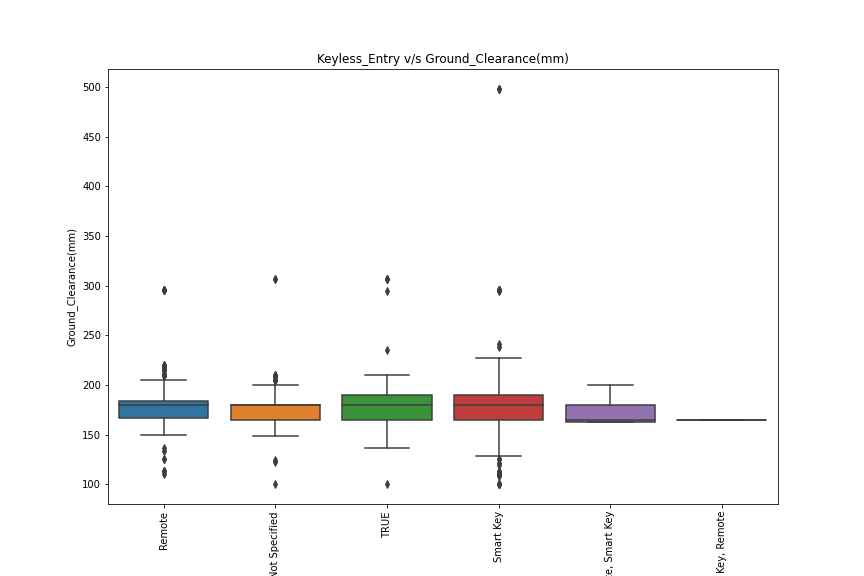 Keyless_Entry v/s Ground_Clearance(mm)
500
450
400
350
300
250
200
150
100
Ground_Clearance(mm)
Remote
Not Specified
TRUE
Smart Key
Smart Key
Key, Remote